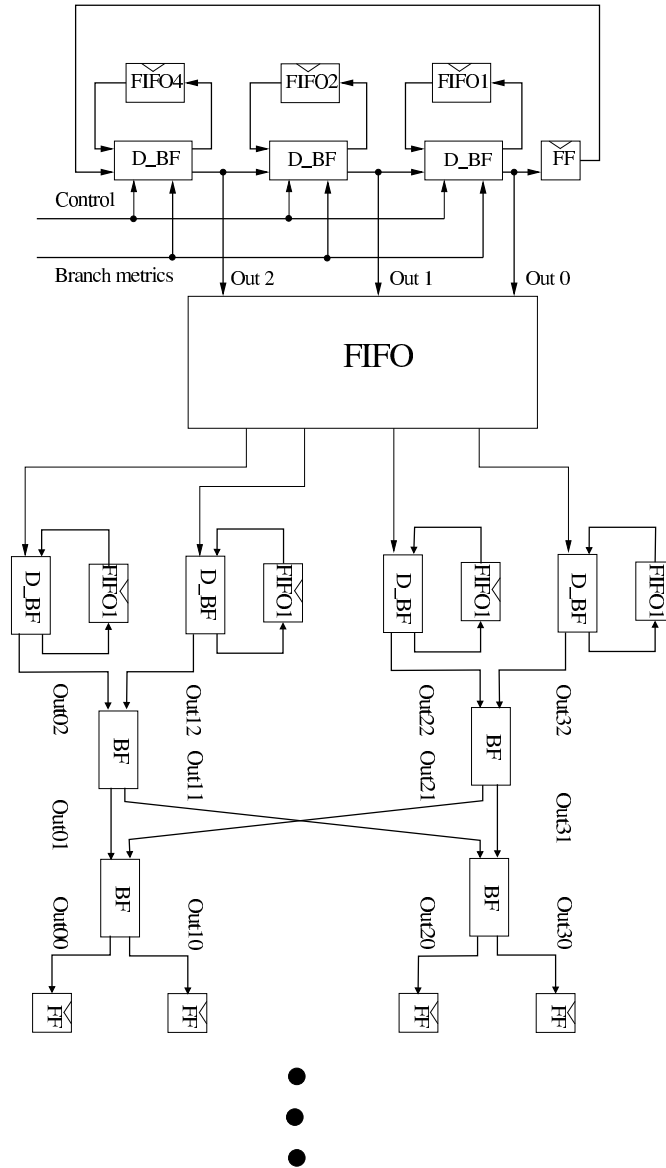 FIFO4
FIFO2
FIFO1
D_BF
D_BF
D_BF
FF
Control
Branch metrics
Out 2
Out 1
Out 0
FIFO
D_BF
FIFO1
D_BF
FIFO1
D_BF
FIFO1
D_BF
FIFO1
Out02
Out12
Out22
Out32
BF
BF
Out01
Out11
Out21
Out31
BF
BF
Out00
Out10
Out20
Out30
FF
FF
FF
FF